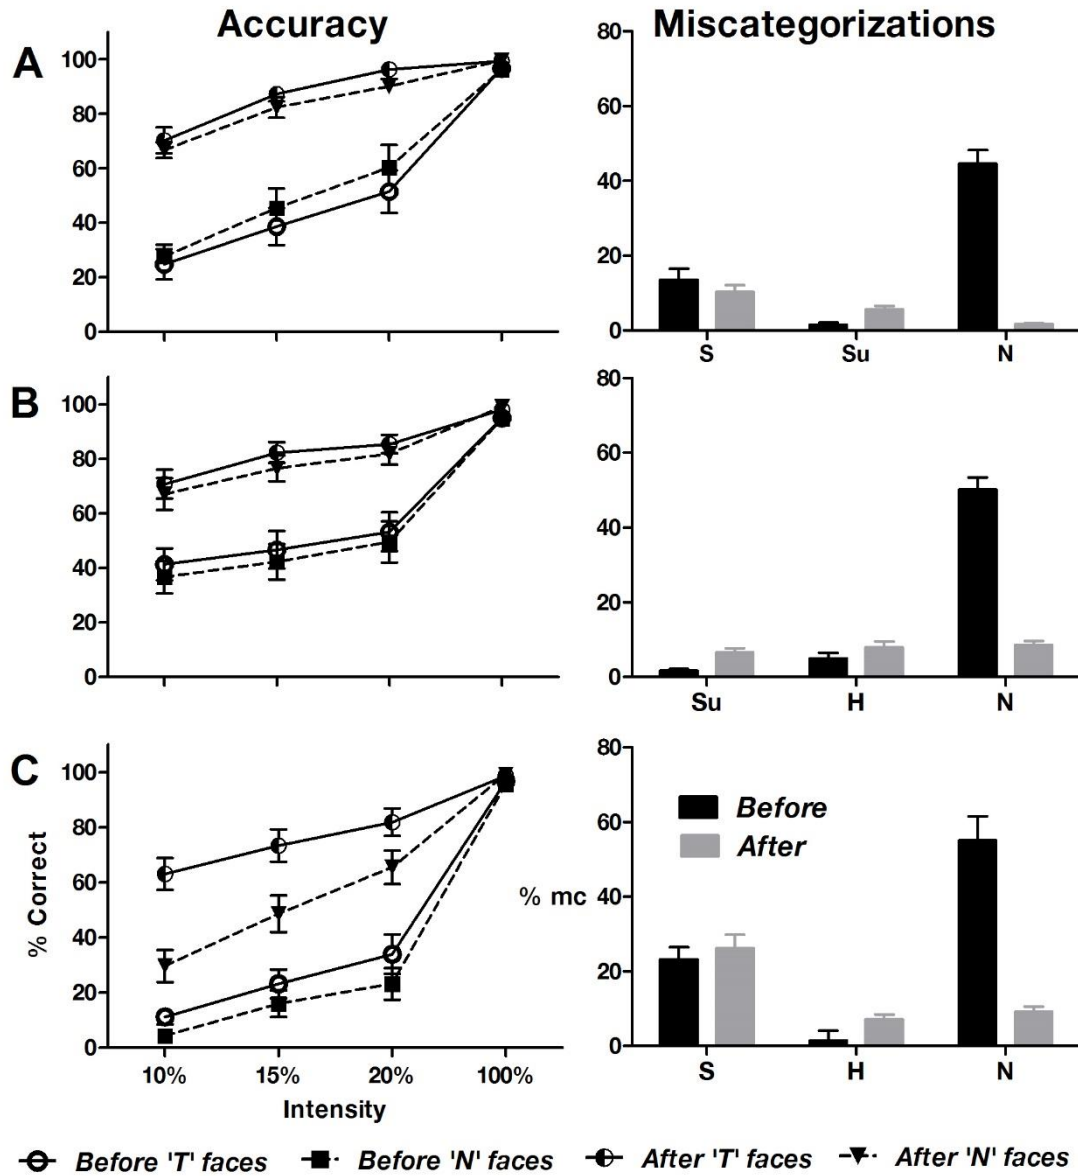 Accuracy
Miscategorizations
A
100
80
60
40
20
0
80
60
40
20
0
S Su N
B
100
80
60
40
20
0
80
60
40
20
0
Su H N
C
100
80
60
40
20
0
% Correct
10% 15% 20% 100%
Intensity
% mc
80
60
40
20
0
Before
After
S H N
Before 'T' faces Before 'N' faces After 'T' faces After 'N' faces